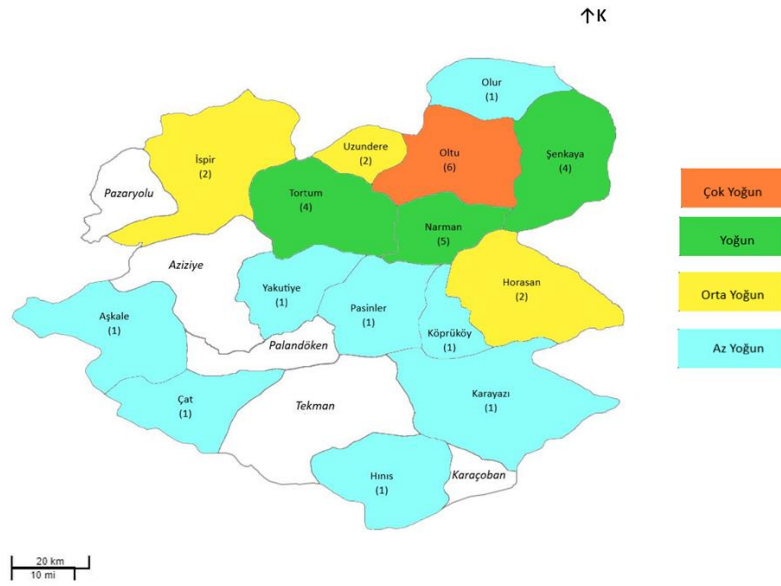 ↑K
Olur
(1)
Uzundere
(2)
Oltu
(6)
Şenkaya
(4)
İspir
(2)
Pazaryolu
Tortum
(4)
Narman
(5)
Çok Yoğun
Yoğun
Orta Yoğun
Az Yoğun
Aziziye
Yakutiye
(1)
Pasinler
(1)
Horasan
(2)
Köprüköy
(1)
Aşkale
(1)
Palandöken
Çat
(1)
Tekman
Karayazı
(1)
Hınıs
(1)
Karaçoban
20 km
10 mi